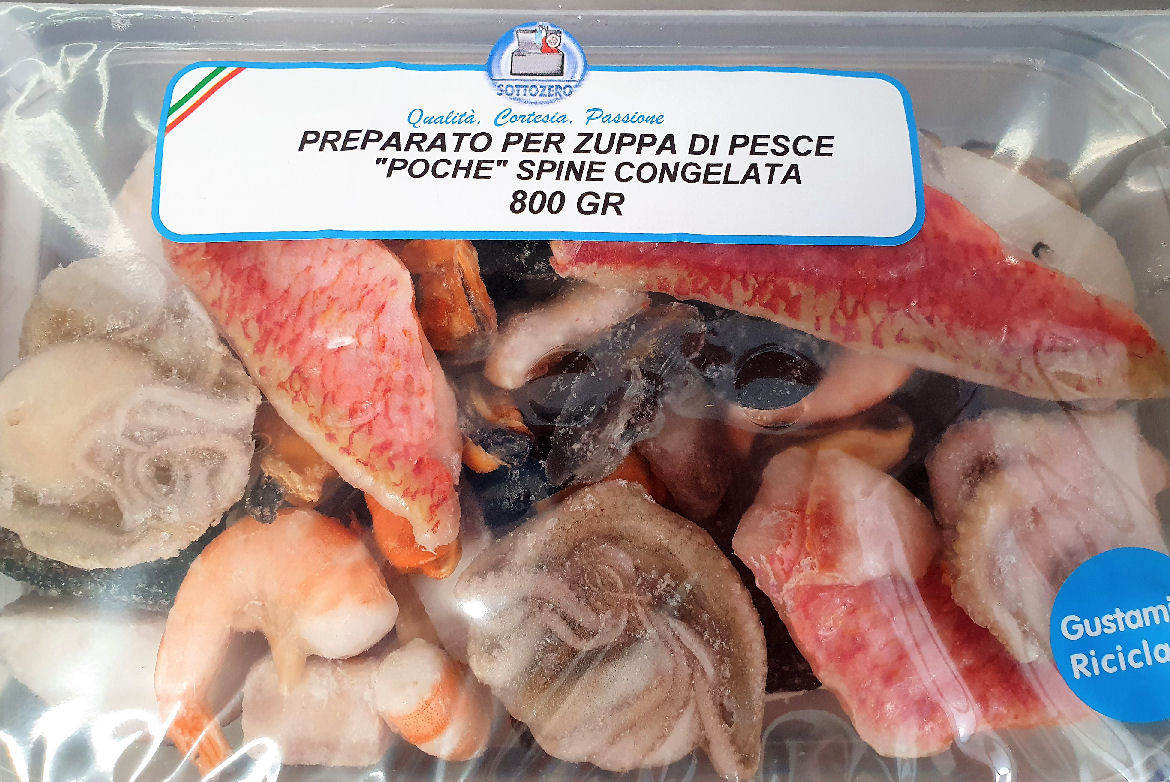 SOTTOZERO
Qualità, Cortesia, Passione
PREPARATO PER ZUPPA DI PESCE
"POCHE" SPINE CONGELATA
800 GR
Gustami
Ricicla